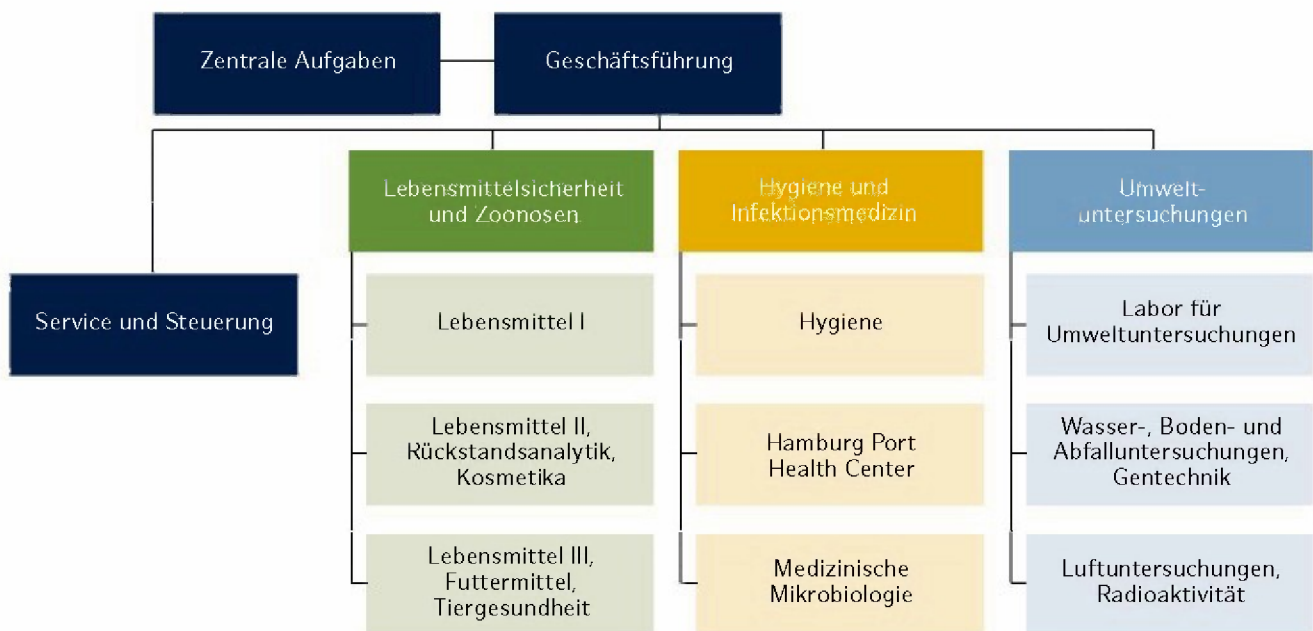 Zentrale Aufgaben
Geschäftsführung
Lebensmittelsicherheit
und Zoonosen
Hygiene und
Infektionsmedizin
Umwelt-
untersuchungen
Service und Steuerung
Lebensmittel I
Hygiene
Labor für
Umweltuntersuchungen
Lebensmittel II,
Rückstandsanalytik,
Kosmetika
Hamburg Port
Health Center
Wasser-, Boden- und
Abfalluntersuchungen,
Gentechnik
Lebensmittel III,
Futtermittel,
Tiergesundheit
Medizinische
Mikrobiologie
Luftuntersuchungen,
Radioaktivität